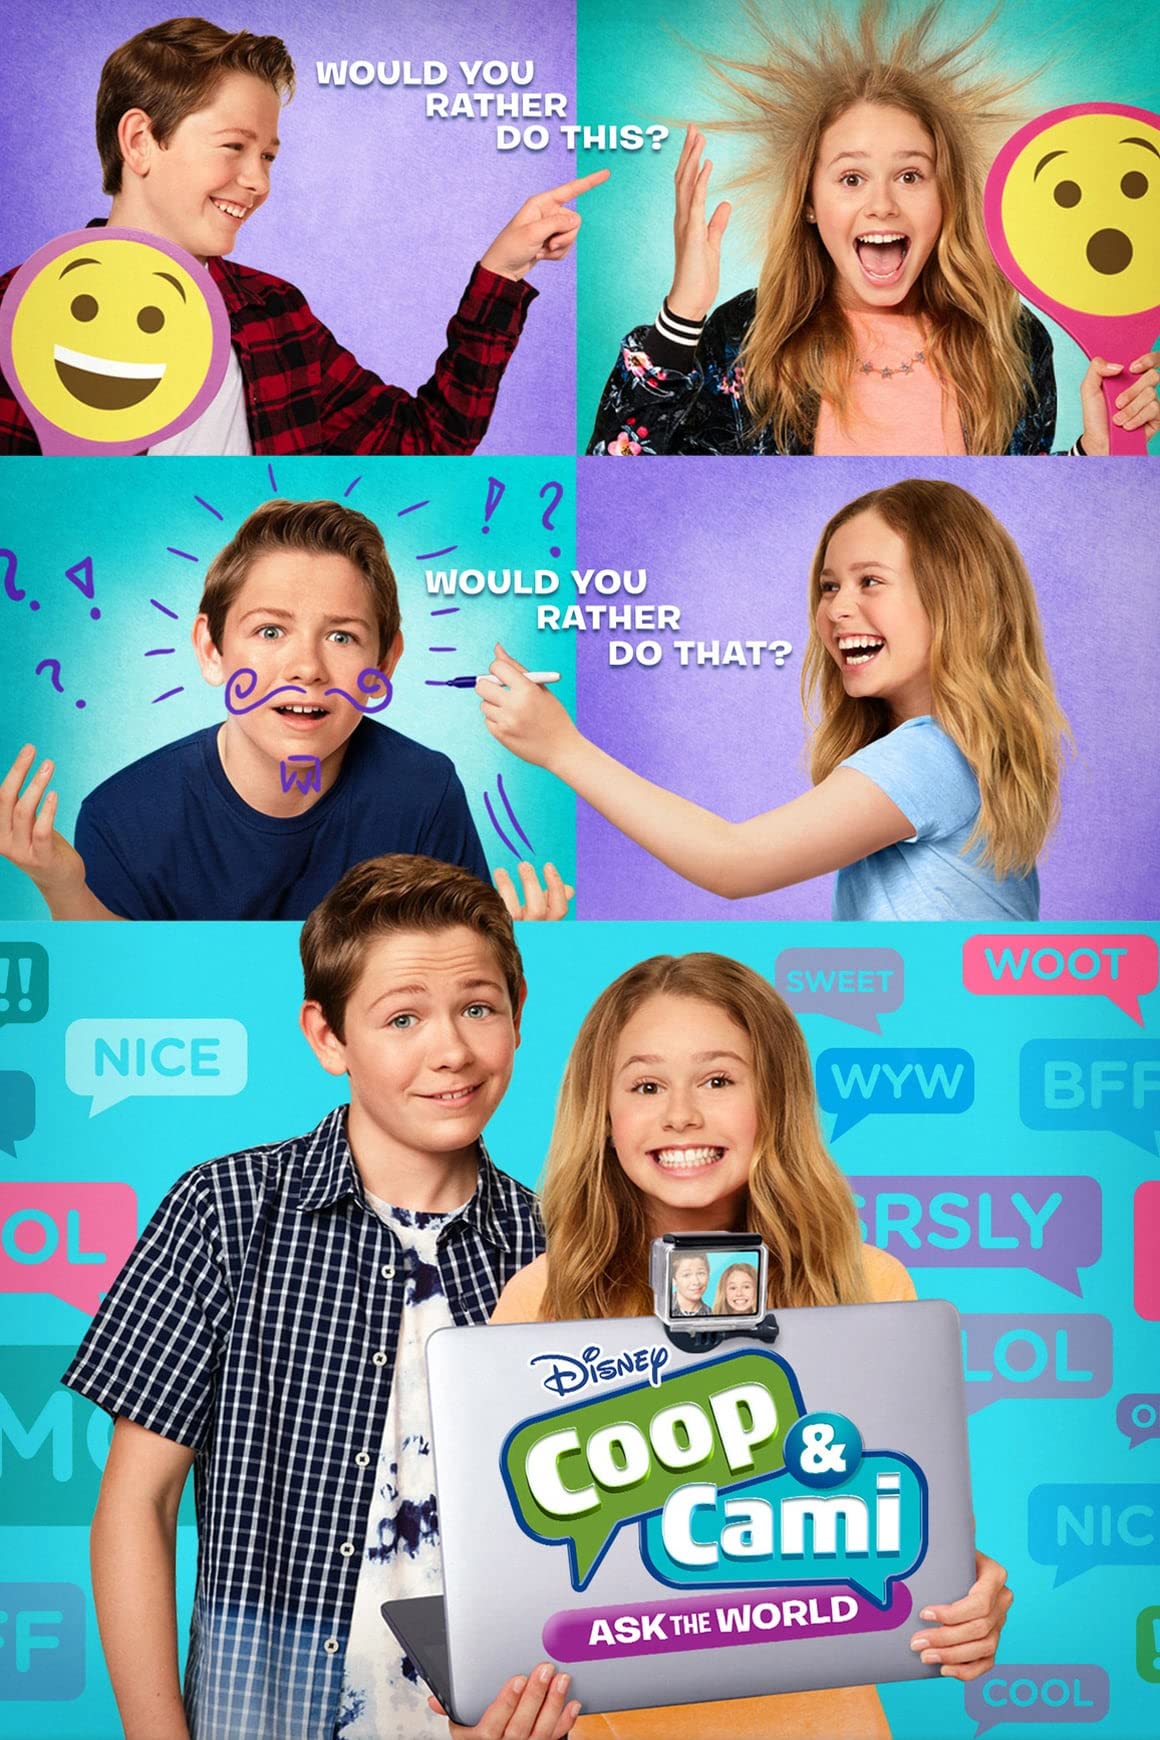 WOULD YOU
RATHER
DO THIS?
! ?
? !
?
WOULD YOU
RATHER
DO THAT?
!!
NICE
SWEET
WOOT
WYW
BFF
OL
SRSLY
LOL
NIC
COOL
Disney
Coop
&
Cami
ASK THE WORLD